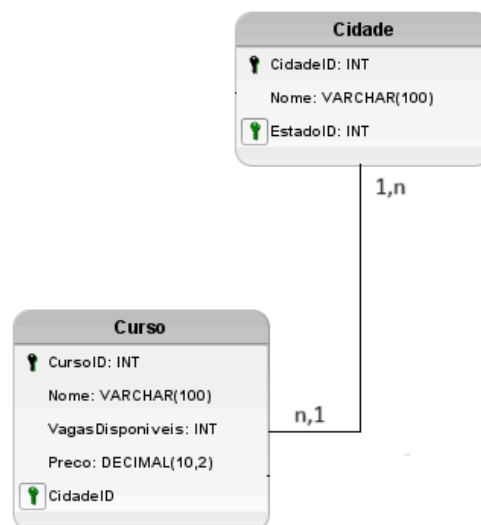 Cidade
CidadeID: INT
Nome: VARCHAR(100)
EstadoID: INT
1,n
Curso
CursoID: INT
Nome: VARCHAR(100)
n,1
VagasDisponiveis: INT
Preco: DECIMAL(10,2)
CidadeID